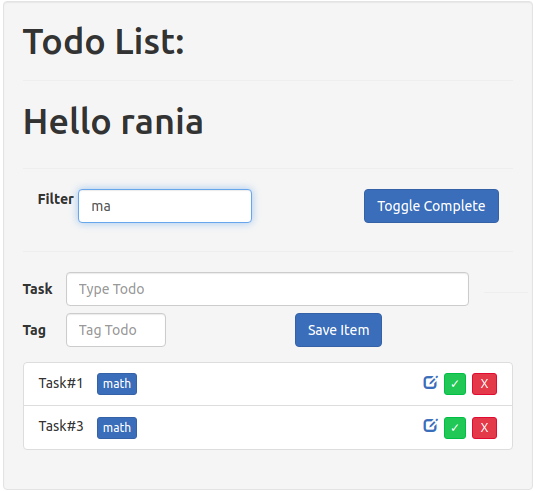 Todo List:
Hello rania
Filter ma Toggle Complete
Task Type Todo
Tag Tag Todo Save Item
Task#1 math ✓ X
Task#3 math ✓ X